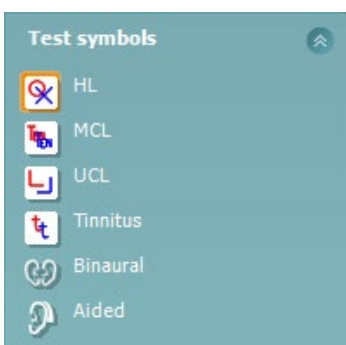 Test symbols
HL
MCL
UCL
Tinnitus
Binaural
Aided